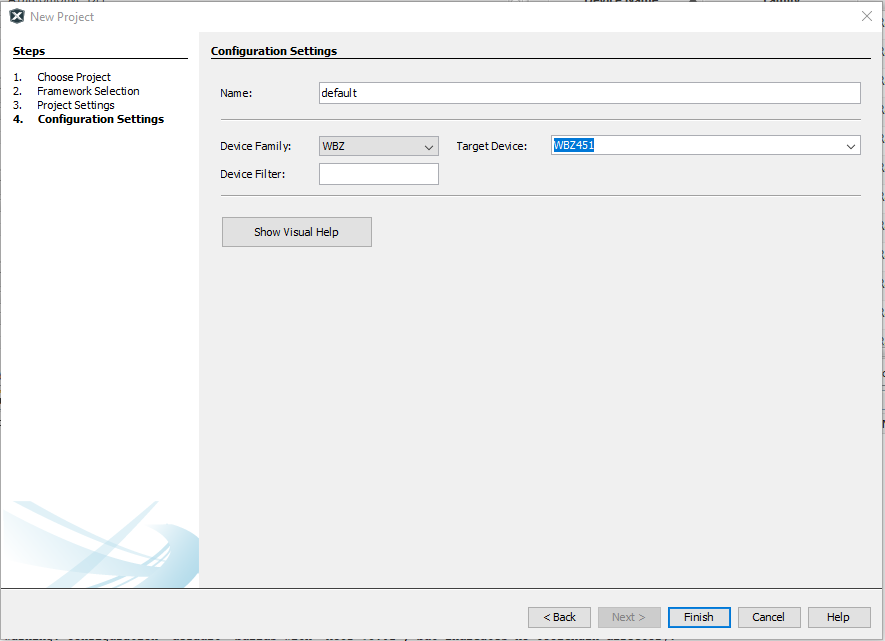 New Project
Steps
1. Choose Project
2. Framework Selection
3. Project Settings
4. Configuration Settings
Configuration Settings
Name: default
Device Family: WBZ Target Device: WBZ451
Device Filter:
Show Visual Help
< Back Next > Finish Cancel Help